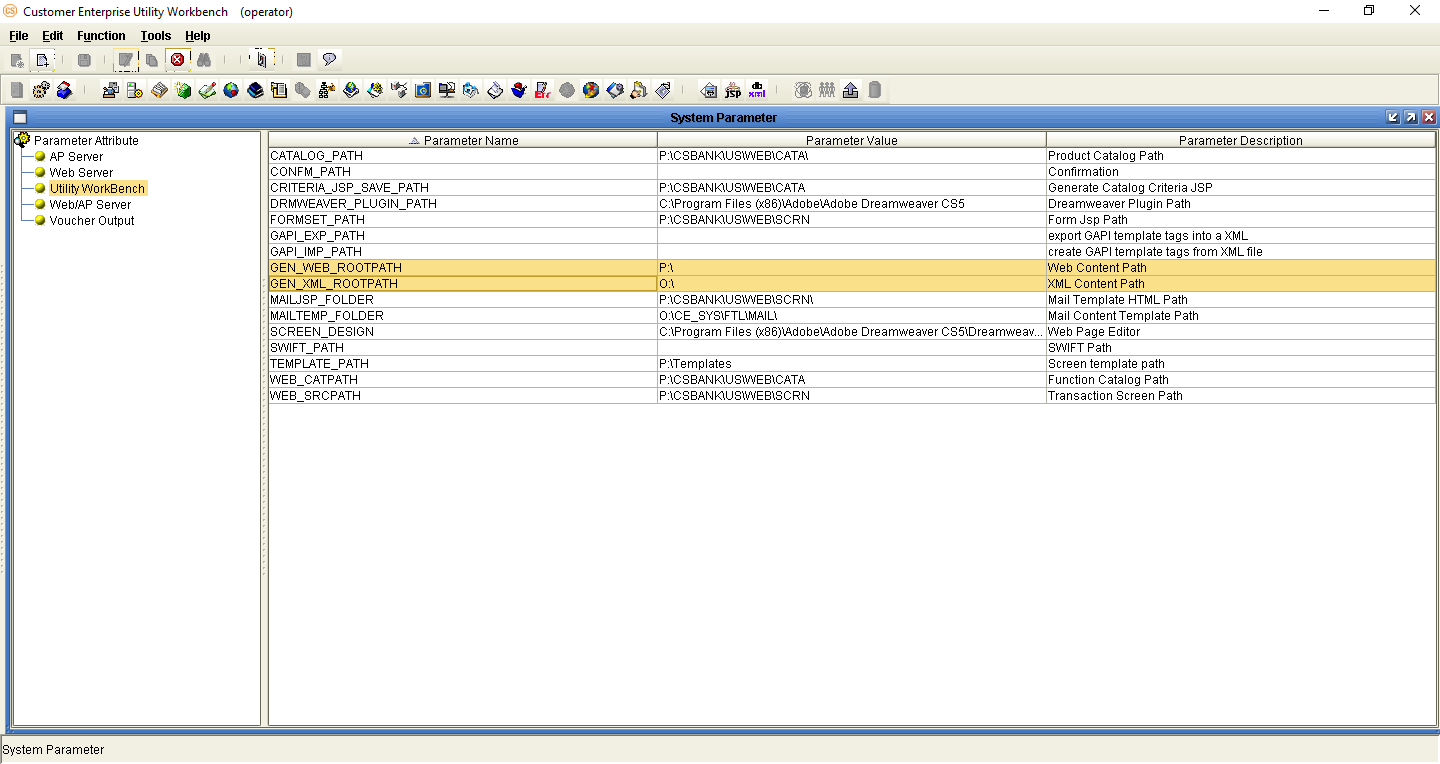 CS Customer Enterprise Utility Workbench (operator)
File Edit Function Tools Help
jsp xml
System Parameter
Parameter Attribute
AP Server
Web Server
Utility WorkBench
Web/AP Server
Voucher Output
Parameter Name Parameter Value Parameter Description
CATALOG_PATH P:\CSBANK\US\WEB\CATA\ Product Catalog Path
CONFM_PATH Confirmation
CRITERIA_JSP_SAVE_PATH P:\CSBANK\US\WEB\CATA Generate Catalog Criteria JSP
DRMWEAVER_PLUGIN_PATH C:\Program Files (x86)\Adobe\Adobe Dreamweaver CS5 Dreamweaver Plugin Path
FORMSET_PATH P:\CSBANK\US\WEB\SCRN Form Jsp Path
GAPI_EXP_PATH export GAPI template tags into a XML
GAPI_IMP_PATH create GAPI template tags from XML file
GEN_WEB_ROOTPATH P:\ Web Content Path
GEN_XML_ROOTPATH O:\ XML Content Path
MAILJSP_FOLDER P:\CSBANK\US\WEB\SCRN\ Mail Template HTML Path
MAILTEMP_FOLDER O:\CE_SYS\FTL\MAIL\ Mail Content Template Path
SCREEN_DESIGN C:\Program Files (x86)\Adobe\Adobe Dreamweaver CS5\Dreamweav... Web Page Editor
SWIFT_PATH SWIFT Path
TEMPLATE_PATH P:\Templates Screen template path
WEB_CATPATH P:\CSBANK\US\WEB\CATA Function Catalog Path
WEB_SRCPATH P:\CSBANK\US\WEB\SCRN Transaction Screen Path
System Parameter